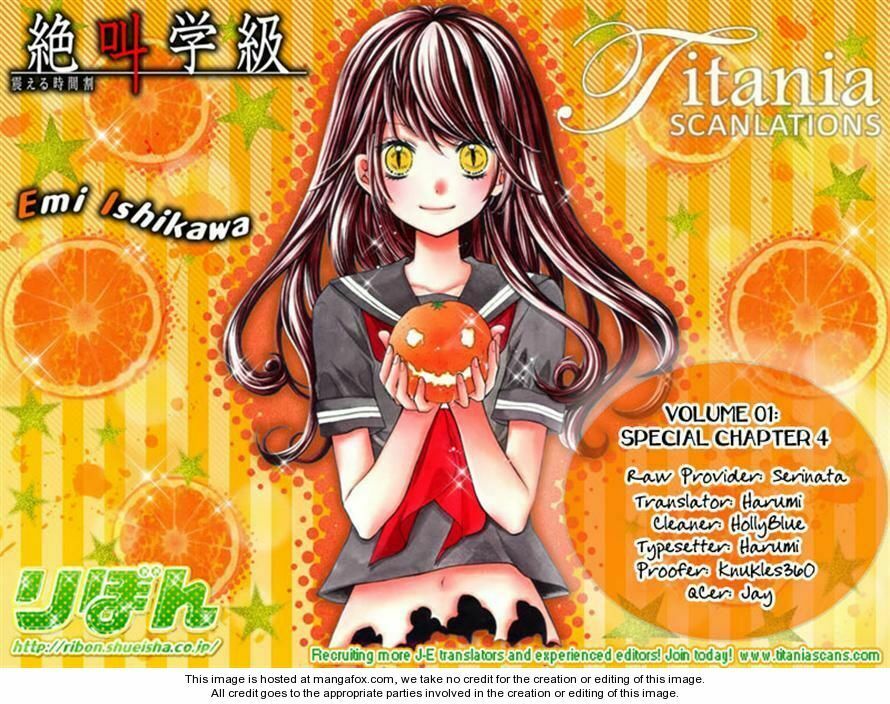 絶叫学級
震える時間割
Titania
SCANLATIONS
Emi Ishikawa
VOLUME 01:
SPECIAL CHAPTER 4
Raw Provider: Serinata
Translator: Harumi
Cleaner: HollyBlue
Typesetter: Harumi
Proofer: Knukles360
QCer: Jay
りぼん
http://ribon.shueisha.co.jp/
Recruiting more J-E translators and experienced editors! Join today! www.titaniascans.com
This image is hosted at mangafox.com, we take no credit for the creation or editing of this image.
All credit goes to the appropriate parties involved in the creation or editing of this image.